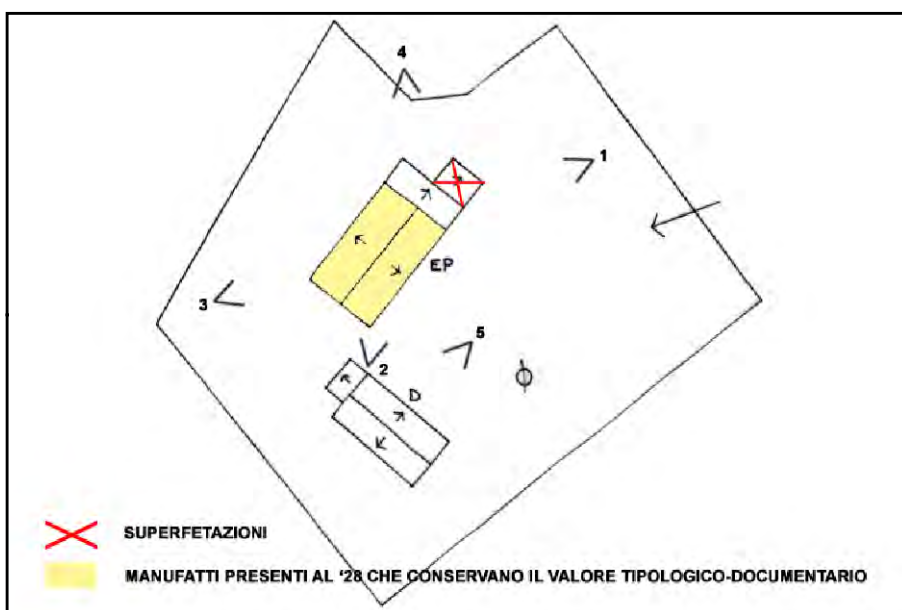 4
1
EP
3
5
2
D
SUPERFETAZIONI
MANUFATTI PRESENTI AL '28 CHE CONSERVANO IL VALORE TIPOLOGICO-DOCUMENTARIO